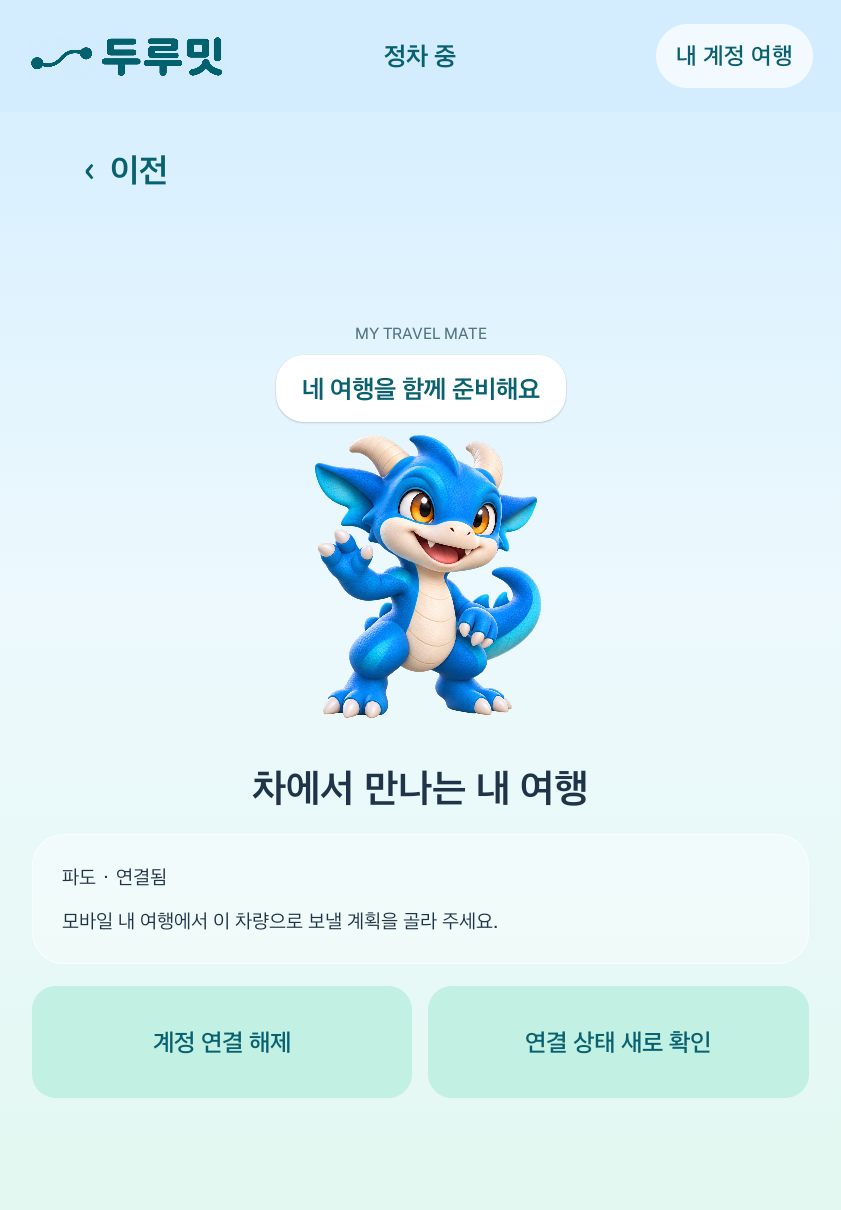 두루밋
정차 중
내 계정 여행
‹ 이전
MY TRAVEL MATE
네 여행을 함께 준비해요
차에서 만나는 내 여행
파도 · 연결됨
모바일 내 여행에서 이 차량으로 보낼 계획을 골라 주세요.
계정 연결 해제
연결 상태 새로 확인